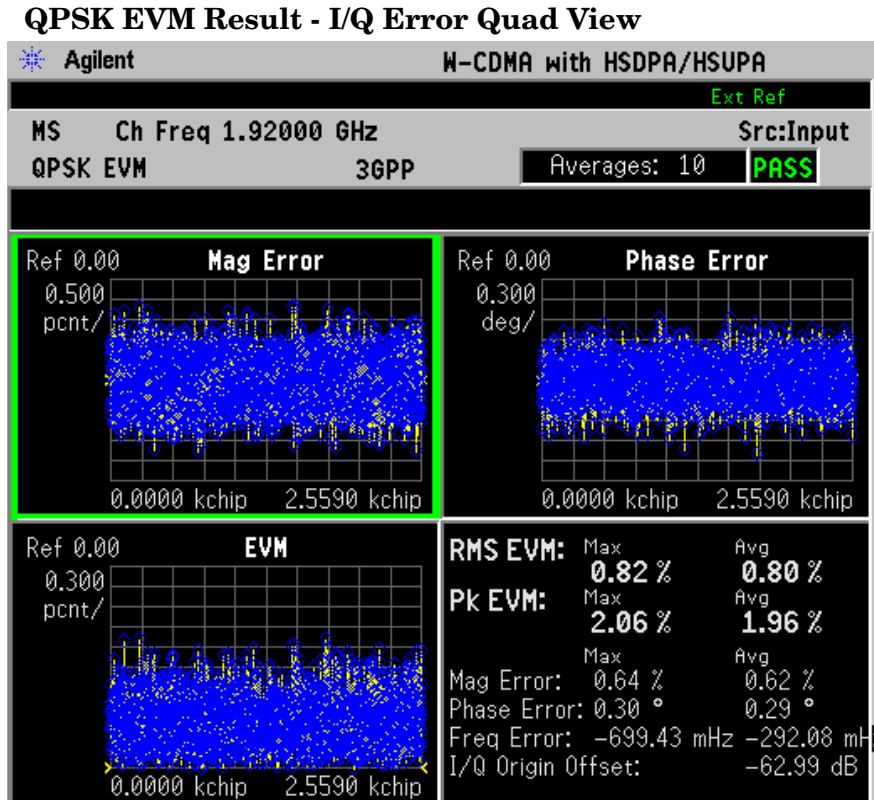 QPSK EVM Result - I/Q Error Quad View
Agilent W-CDMA with HSDPA/HSUPA
Ext Ref
MS Ch Freq 1.92000 GHz Src:Input
QPSK EVM 3GPP Averages: 10 PASS
Ref 0.00 Mag Error
0.500
pcnt/
0.0000 kchip 2.5590 kchip
Ref 0.00 Phase Error
0.300
deg/
0.0000 kchip 2.5590 kchip
Ref 0.00 EVM
0.300
pcnt/
0.0000 kchip 2.5590 kchip
RMS EVM: Max Avg
0.82 % 0.80 %
Pk EVM: Max Avg
2.06 % 1.96 %
Max Avg
Mag Error: 0.64 % 0.62 %
Phase Error: 0.30 ° 0.29 °
Freq Error: -699.43 mHz -292.08 mH
I/Q Origin Offset: -62.99 dB